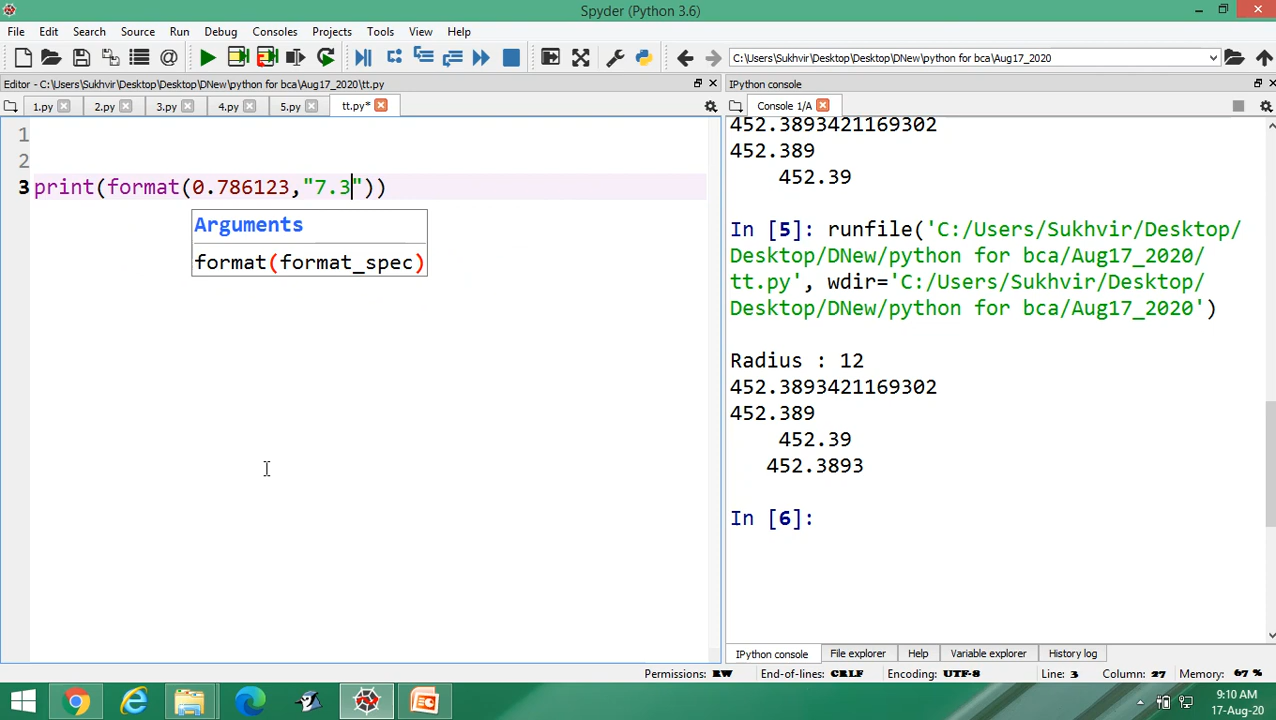 Spyder (Python 3.6)
File Edit Search Source Run Debug Consoles Projects Tools View Help
C:\Users\Sukhvir\Desktop\Desktop\DNew\python for bca\Aug17_2020
Editor - C:\Users\Sukhvir\Desktop\Desktop\DNew\python for bca\Aug17_2020\tt.py
IPython console
1.py 2.py 3.py 4.py 5.py tt.py*
Console 1/A
1
2
3 print(format(0.786123,"7.3"))
Arguments
format(format_spec)
452.3893421169302
452.389
452.39
In [5]: runfile('C:/Users/Sukhvir/Desktop/
Desktop/DNew/python for bca/Aug17_2020/
tt.py', wdir='C:/Users/Sukhvir/Desktop/
Desktop/DNew/python for bca/Aug17_2020')
Radius : 12
452.3893421169302
452.389
452.39
452.3893
In [6]:
IPython console File explorer Help Variable explorer History log
Permissions: RW End-of-lines: CRLF Encoding: UTF-8 Line: 3 Column: 27 Memory: 67 %
9:10 AM
17-Aug-20